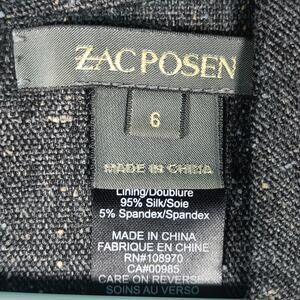 ZAC POSEN
6
MADE IN CHINA
Lining/Doublure
95% Silk/Soie
5% Spandex/Spandex
MADE IN CHINA
FABRIQUE EN CHINE
RN#108970
CA#00985
CARE ON REVERSE
SOINS AU VERSO